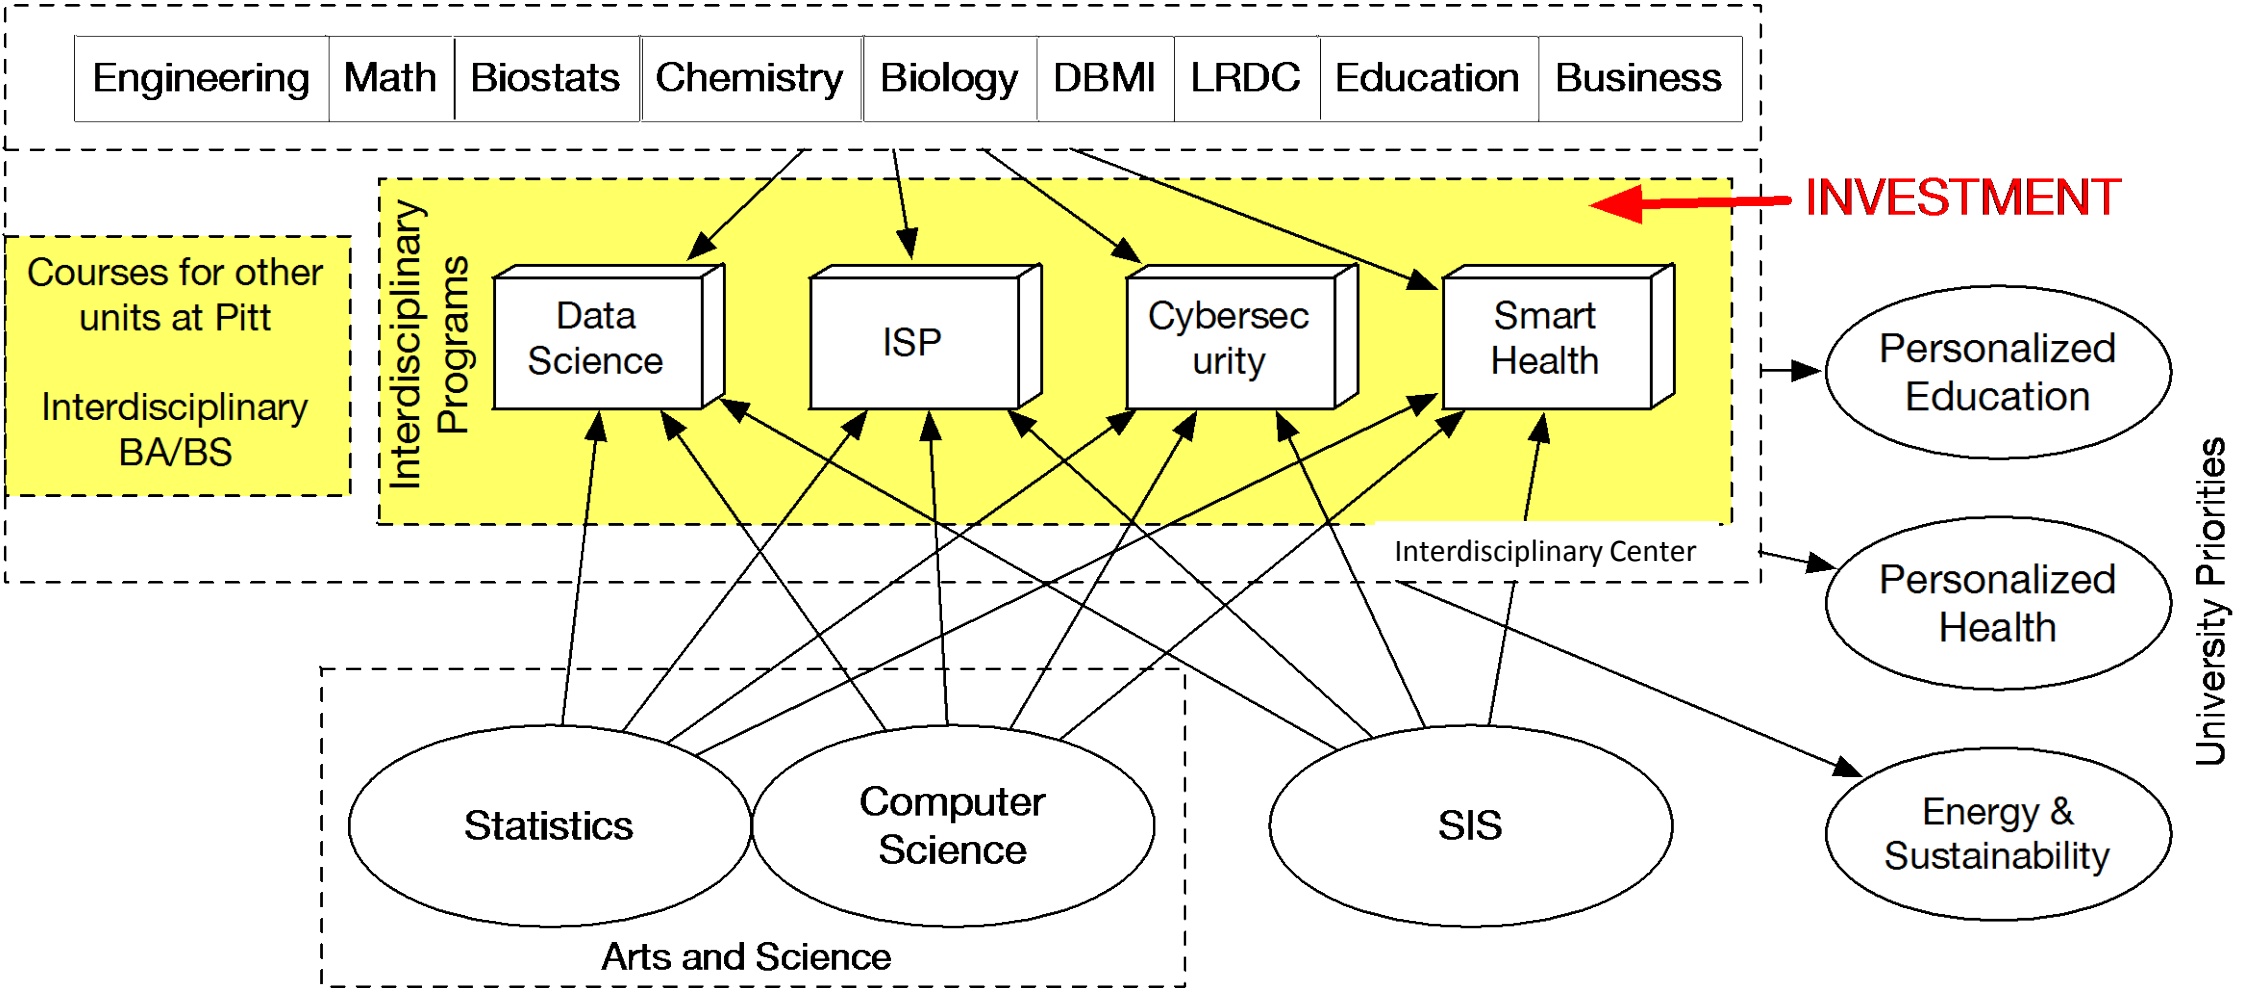 Engineering Math Biostats Chemistry Biology DBMI LRDC Education Business
INVESTMENT
Interdisciplinary
Programs
Courses for other
units at Pitt
Interdisciplinary
BA/BS
Data
Science
ISP
Cybersec
urity
Smart
Health
Interdisciplinary Center
Personalized
Education
Personalized
Health
Energy &
Sustainability
University Priorities
Statistics
Computer
Science
SIS
Arts and Science